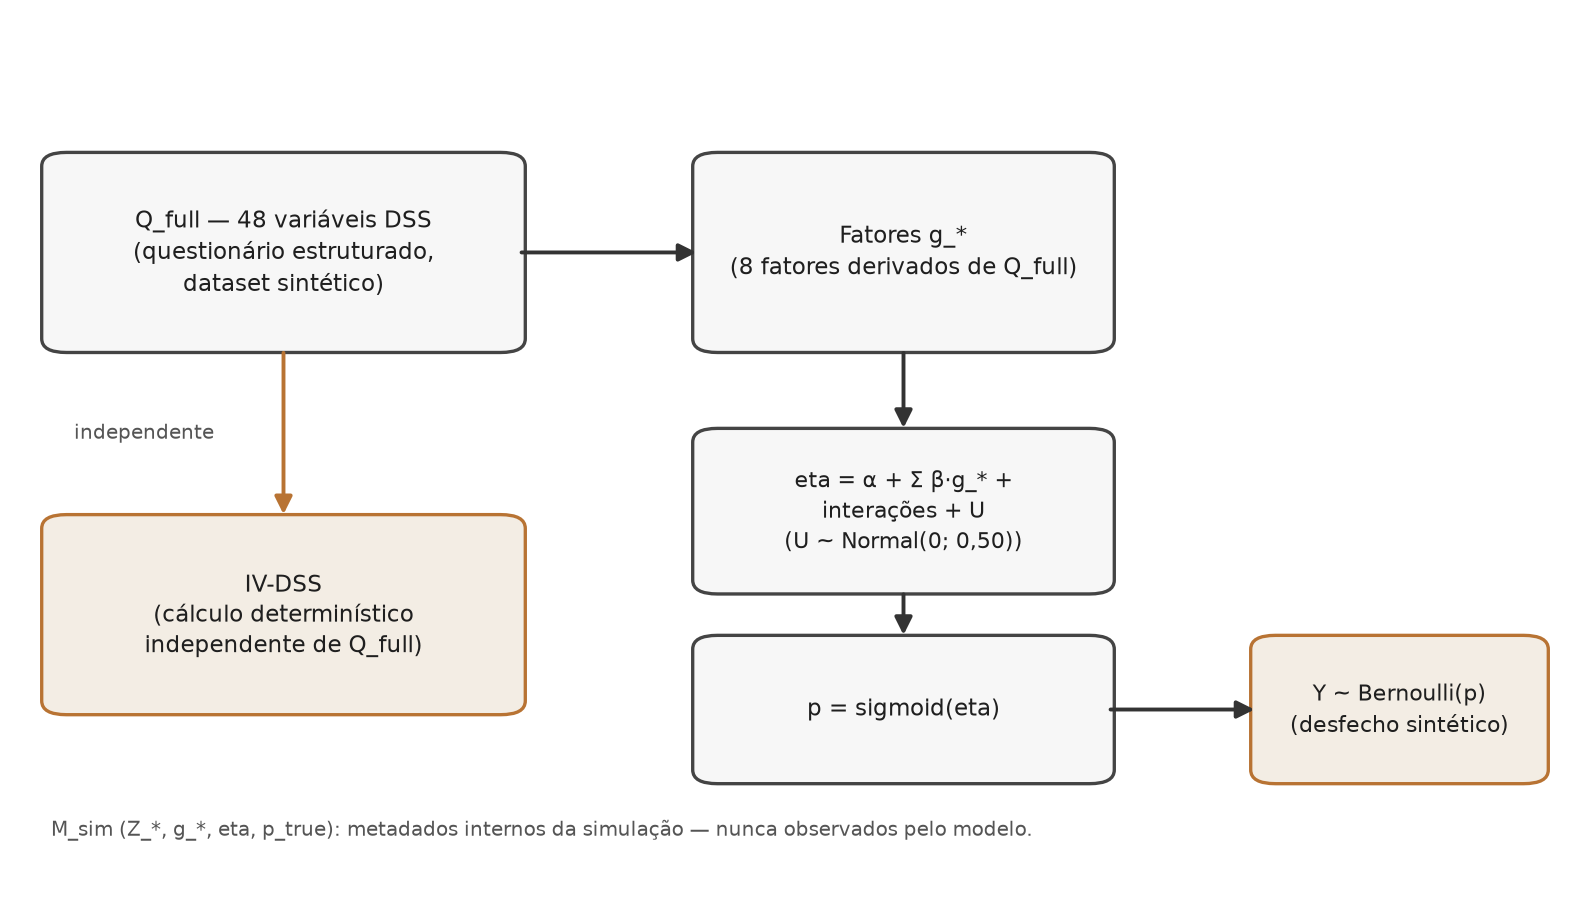 Q_full — 48 variáveis DSS
(questionário estruturado,
dataset sintético)
Fatores g_*
(8 fatores derivados de Q_full)
independente
eta = α + Σ β·g_* +
interações + U
(U ~ Normal(0; 0,50))
IV-DSS
(cálculo determinístico
independente de Q_full)
p = sigmoid(eta)
Y ~ Bernoulli(p)
(desfecho sintético)
M_sim (Z_*, g_*, eta, p_true): metadados internos da simulação — nunca observados pelo modelo.